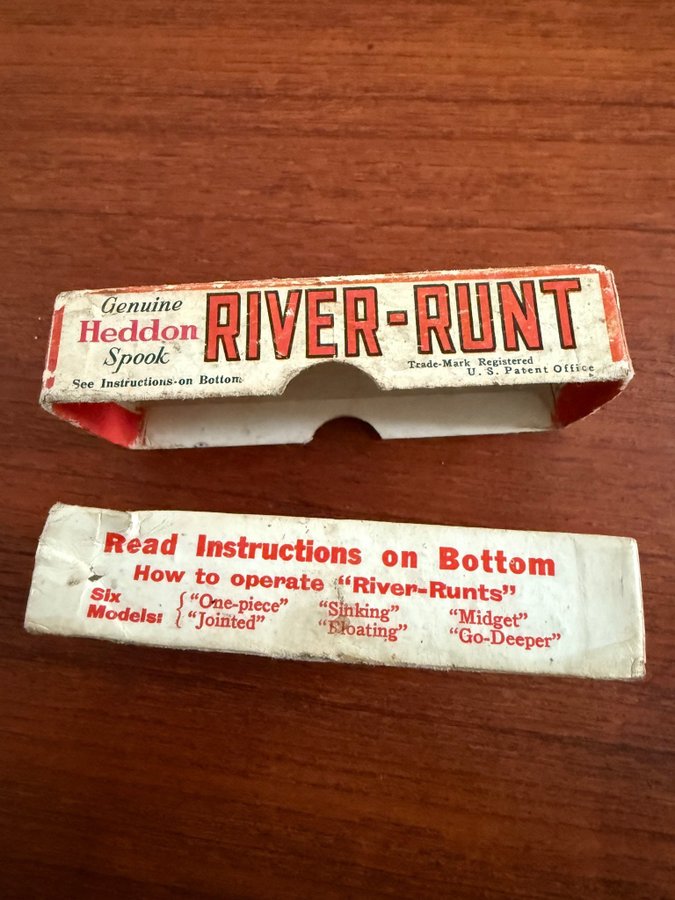 Genuine
Heddon
Spook
RIVER-RUNT
See Instructions on Bottom
Trade-Mark Registered
U. S. Patent Office
Read Instructions on Bottom
How to operate "River-Runts"
Six Models: { "One-piece" "Sinking" "Midget"
"Jointed" "Floating" "Go-Deeper"